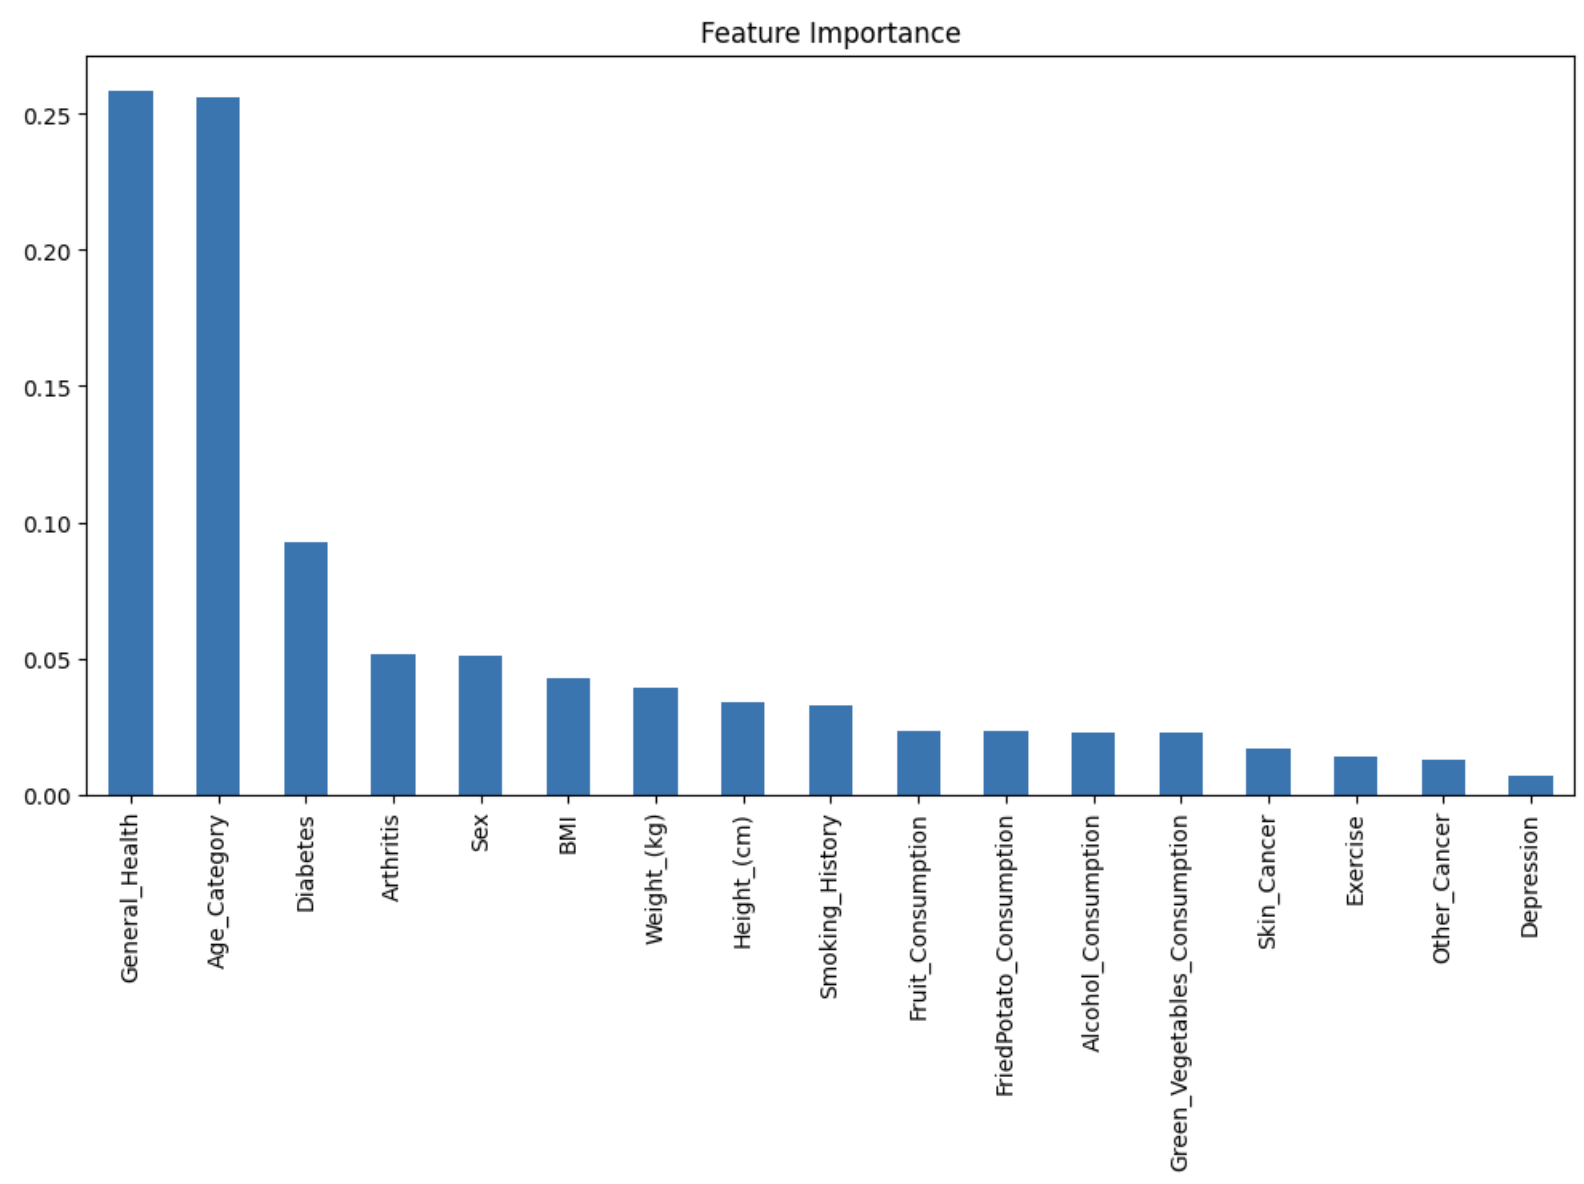 Feature Importance
0.25
0.20
0.15
0.10
0.05
0.00
General_Health
Age_Category
Diabetes
Arthritis
Sex
BMI
Weight_(kg)
Height_(cm)
Smoking_History
Fruit_Consumption
FriedPotato_Consumption
Alcohol_Consumption
Green_Vegetables_Consumption
Skin_Cancer
Exercise
Other_Cancer
Depression